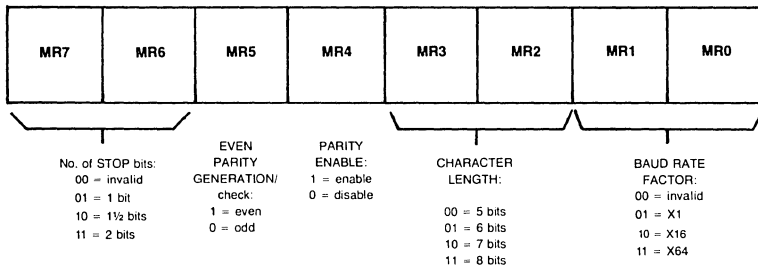 MR7 MR6 MR5 MR4 MR3 MR2 MR1 MR0
No. of STOP bits:
00 = invalid
01 = 1 bit
10 = 1½ bits
11 = 2 bits
EVEN
PARITY
GENERATION/
check:
1 = even
0 = odd
PARITY
ENABLE:
1 = enable
0 = disable
CHARACTER
LENGTH:
00 = 5 bits
01 = 6 bits
10 = 7 bits
11 = 8 bits
BAUD RATE
FACTOR:
00 = invalid
01 = X1
10 = X16
11 = X64